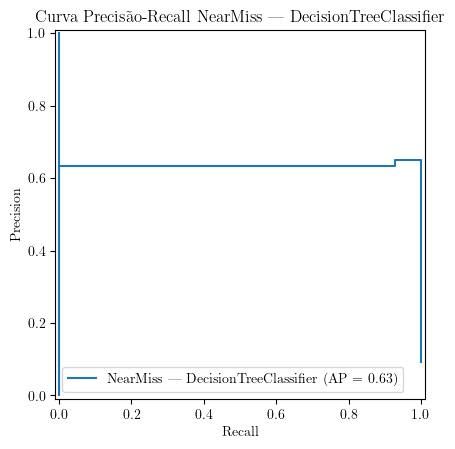 Curva Precisão-Recall NearMiss — DecisionTreeClassifier
1.0
0.8
0.6
0.4
0.2
0.0
Precision
NearMiss — DecisionTreeClassifier (AP = 0.63)
0.0 0.2 0.4 0.6 0.8 1.0
Recall